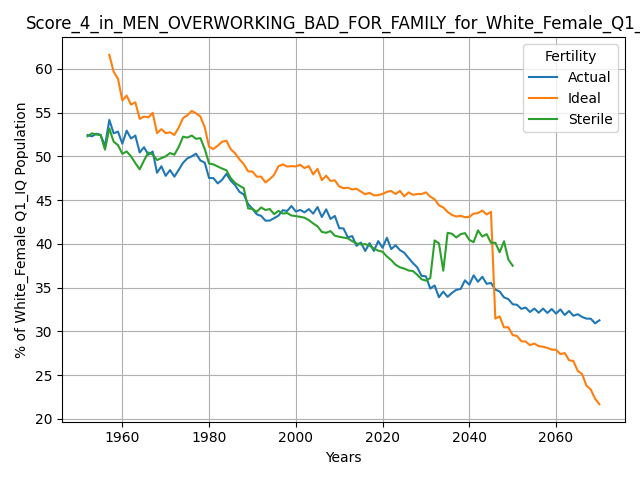 Score_4_in_MEN_OVERWORKING_BAD_FOR_FAMILY_for_White_Female_Q1_
% of White_Female Q1_IQ Population
60
55
50
45
40
35
30
25
20
Fertility
Actual
Ideal
Sterile
1960
1980
2000
2020
2040
2060
Years